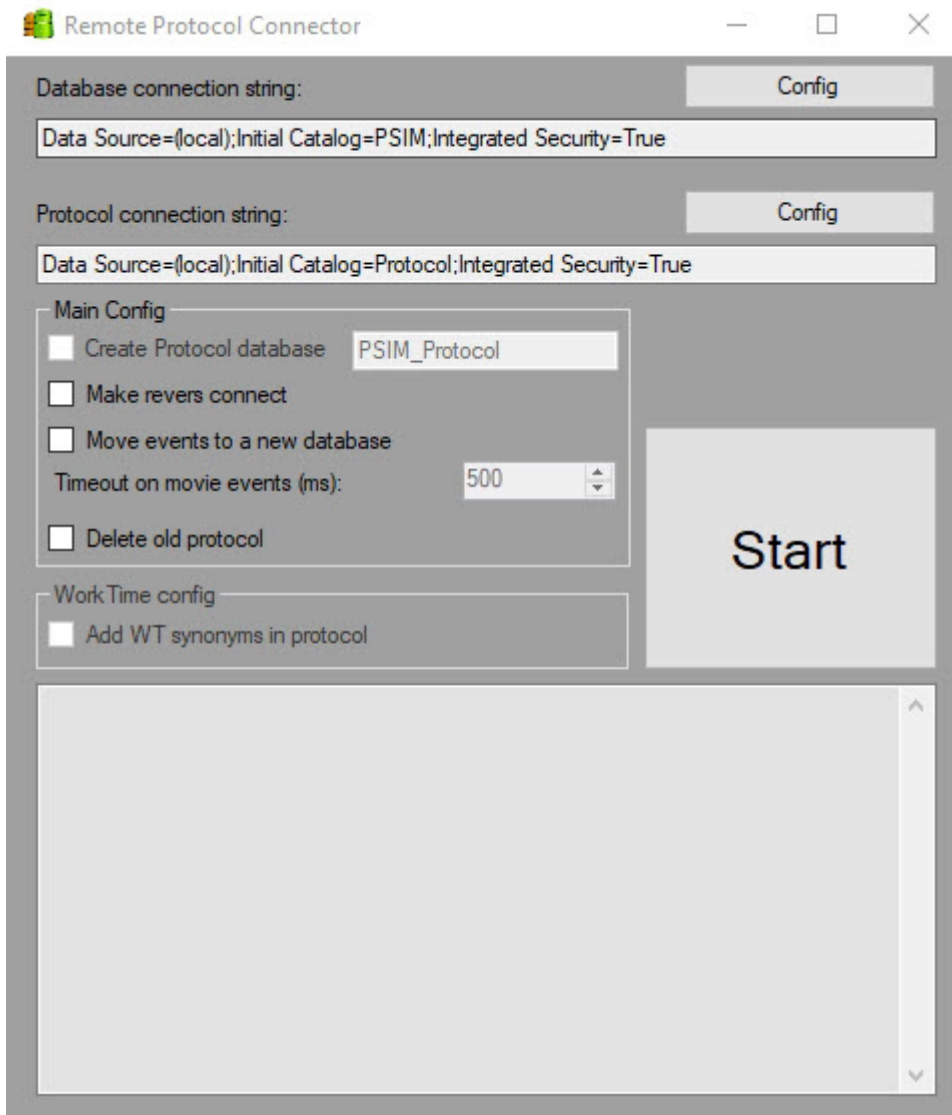 Remote Protocol Connector
Database connection string:
Config
Data Source=(local);Initial Catalog=PSIM;Integrated Security=True
Protocol connection string:
Config
Data Source=(local);Initial Catalog=Protocol;Integrated Security=True
Main Config
Create Protocol database
PSIM_Protocol
Make revers connect
Move events to a new database
Timeout on movie events (ms):
500
Delete old protocol
Start
WorkTime config
Add WT synonyms in protocol